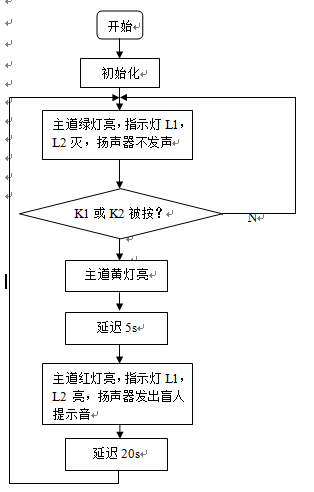 开始
初始化
主道绿灯亮，指示灯 L1，
L2 灭，扬声器不发声
K1 或 K2 被按？
N
主道黄灯亮
延迟 5s
主道红灯亮，指示灯 L1，
L2 亮，扬声器发出盲人
提示音
延迟 20s